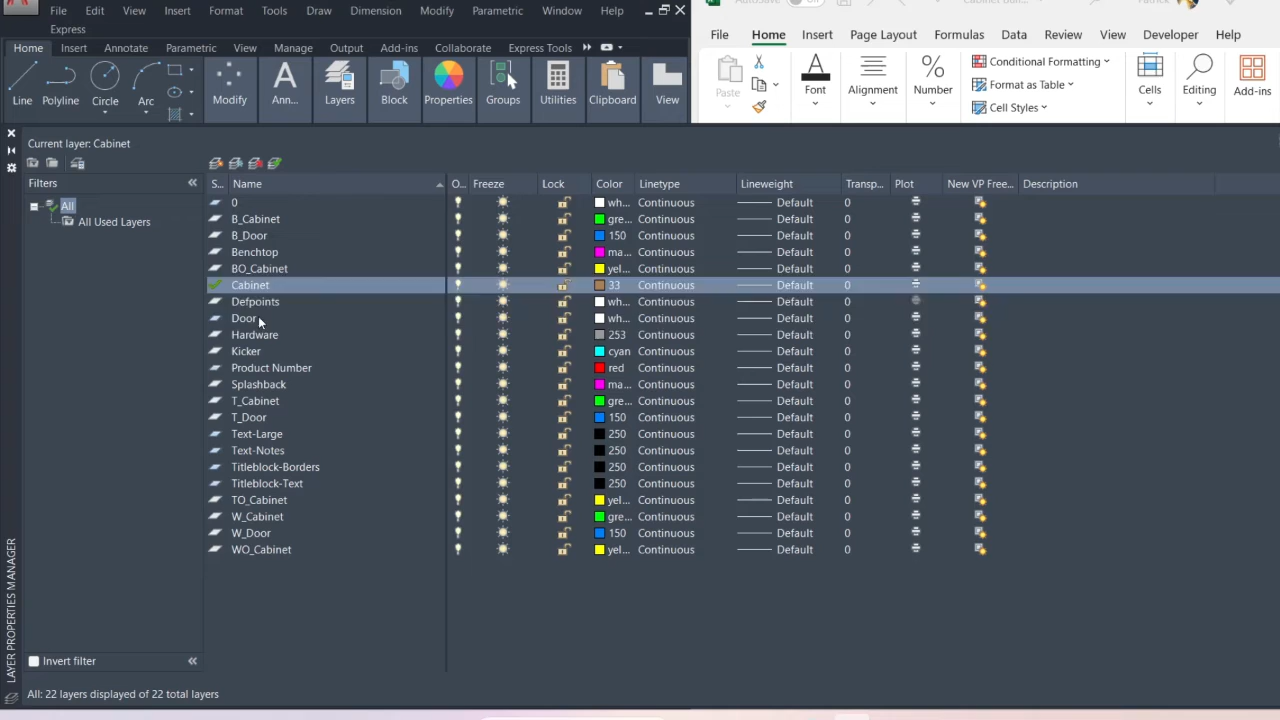 File Edit View Insert Format Tools Draw Dimension Modify Parametric Window Help
Express
Home Insert Annotate Parametric View Manage Output Add-ins Collaborate Express Tools
Line Polyline Circle Arc Modify Ann... Layers Block Properties Groups Utilities Clipboard View
AutoSave Off
File Home Insert Page Layout Formulas Data Review View Developer Help
Paste Font Alignment Number Cells Editing Add-ins
Conditional Formatting
Format as Table
Cell Styles
Current layer: Cabinet
Filters
All
All Used Layers
Invert filter
S... Name O... Freeze Lock Color Linetype Lineweight Transp... Plot New VP Free... Description
0 wh... Continuous Default 0
B_Cabinet gre... Continuous Default 0
B_Door 150 Continuous Default 0
Benchtop ma... Continuous Default 0
BO_Cabinet yel... Continuous Default 0
Cabinet 33 Continuous Default 0
Defpoints wh... Continuous Default 0
Door wh... Continuous Default 0
Hardware 253 Continuous Default 0
Kicker cyan Continuous Default 0
Product Number red Continuous Default 0
Splashback ma... Continuous Default 0
T_Cabinet gre... Continuous Default 0
T_Door 150 Continuous Default 0
Text-Large 250 Continuous Default 0
Text-Notes 250 Continuous Default 0
Titleblock-Borders 250 Continuous Default 0
Titleblock-Text 250 Continuous Default 0
TO_Cabinet yel... Continuous Default 0
W_Cabinet gre... Continuous Default 0
W_Door 150 Continuous Default 0
WO_Cabinet yel... Continuous Default 0
LAYER PROPERTIES MANAGER
All: 22 layers displayed of 22 total layers